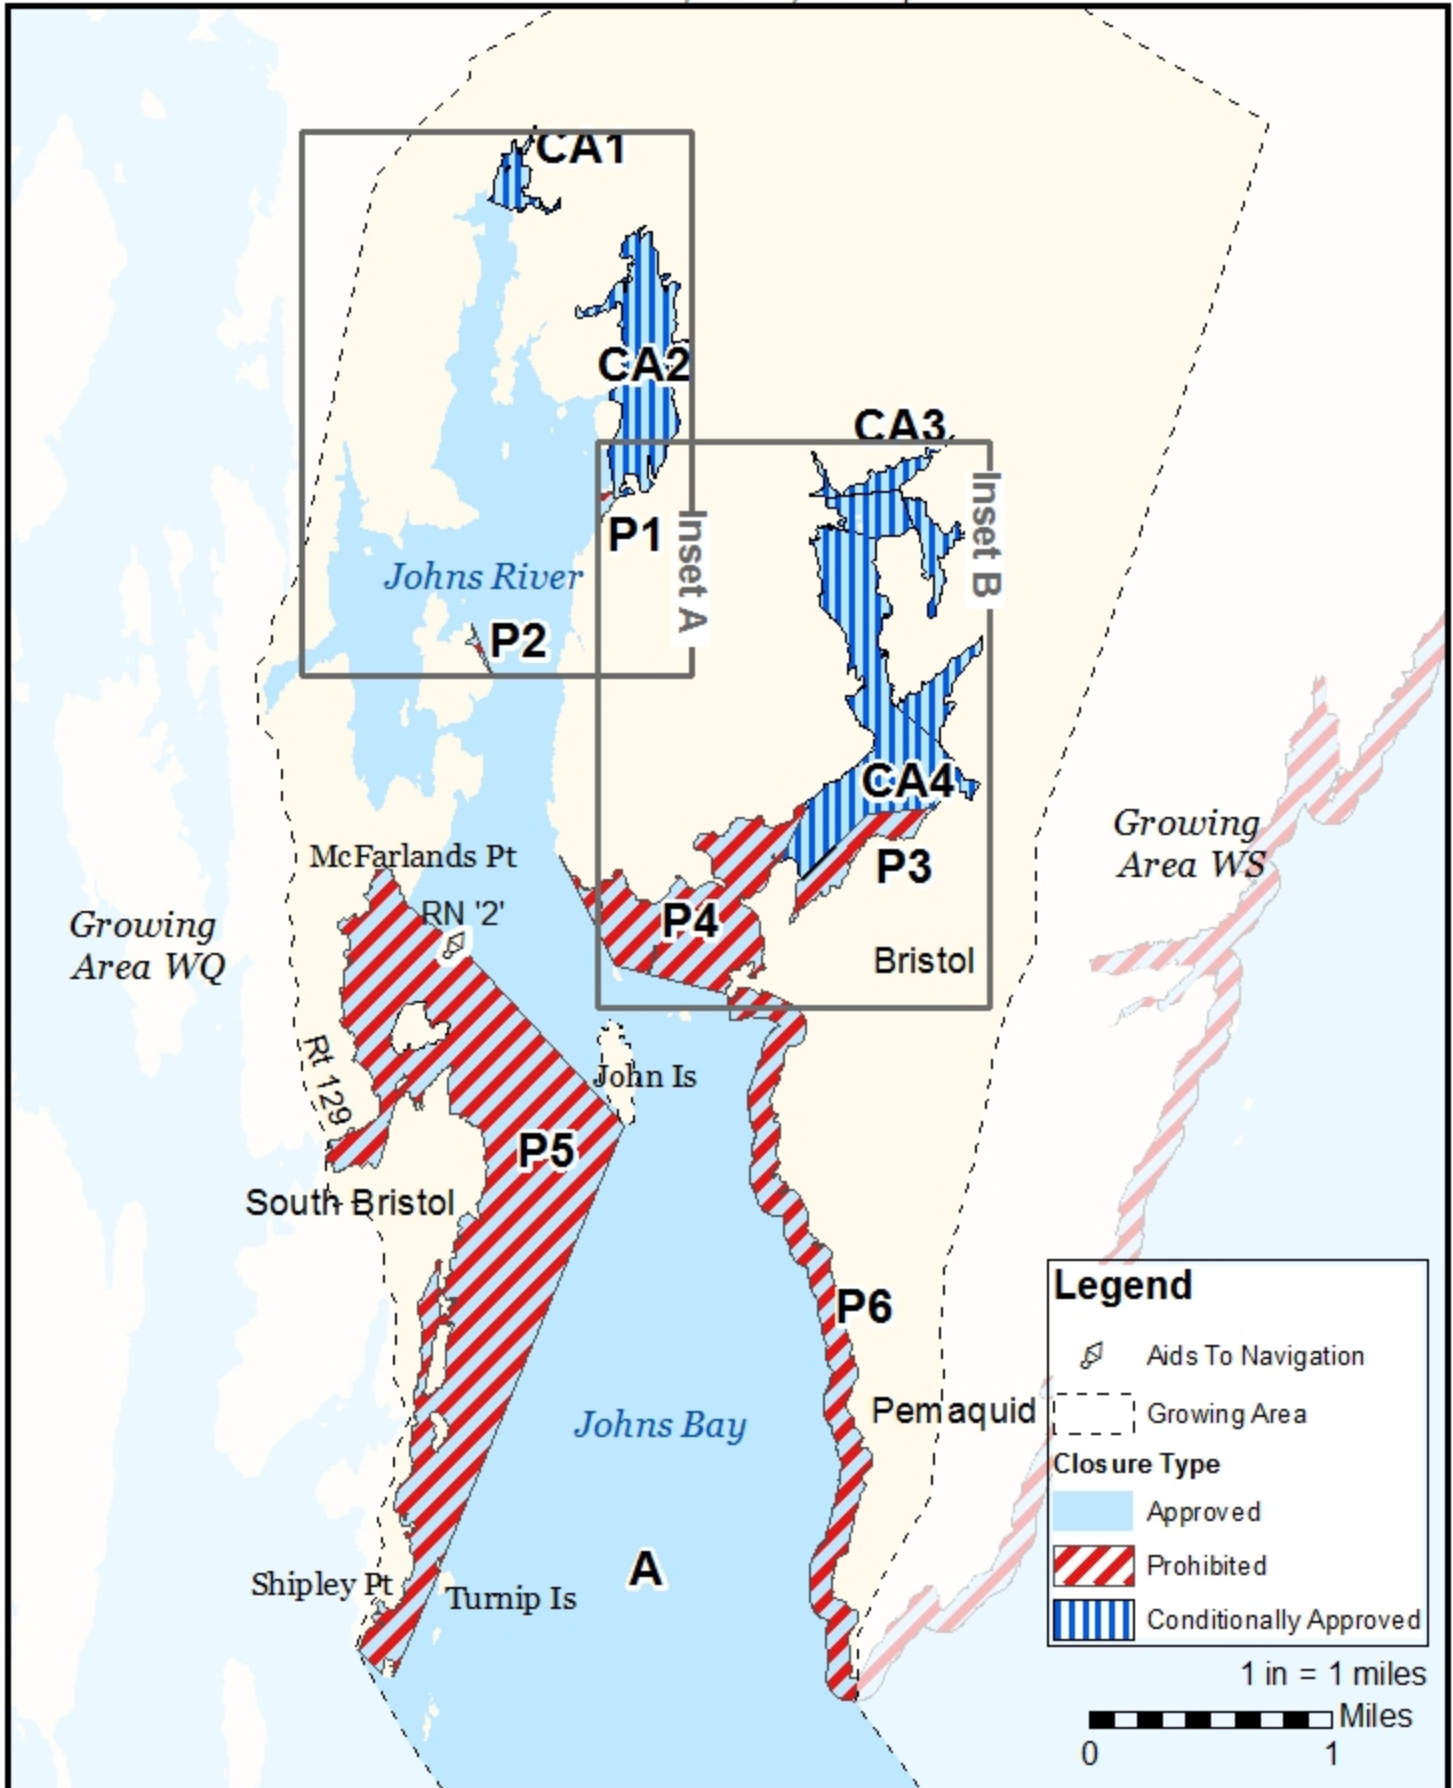 CA1
CA2
CA3
P1
Inset A
Inset B
Johns River
P2
CA4
McFarlands Pt
P3
Growing
Area WS
RN '2'
P4
Growing
Area WQ
Bristol
Rt 129
John Is
P5
South Bristol
P6
Johns Bay
Pemaquid
A
Shipley Pt
Turnip Is
Legend
Aids To Navigation
Growing Area
Closure Type
Approved
Prohibited
Conditionally Approved
1 in = 1 miles
Miles
0 1